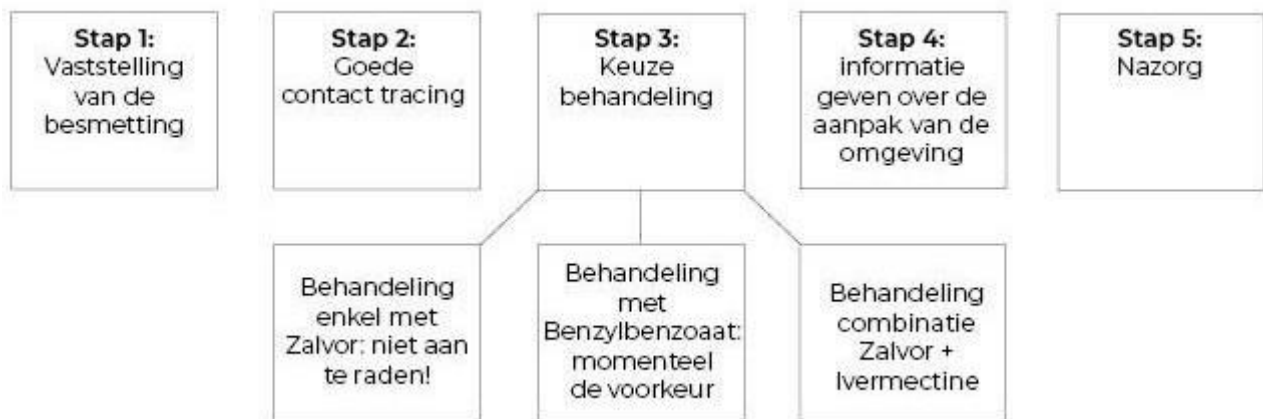 Stap 1:
Vaststelling
van de
besmetting
Stap 2:
Goede
contact tracing
Stap 3:
Keuze
behandeling
Stap 4:
informatie
geven over de
aanpak van de
omgeving
Stap 5:
Nazorg
Behandeling
enkel met
Zalvor: niet aan
te raden!
Behandeling
met
Benzylbenzoaat:
momenteel
de voorkeur
Behandeling
combinatie
Zalvor +
Ivermectine